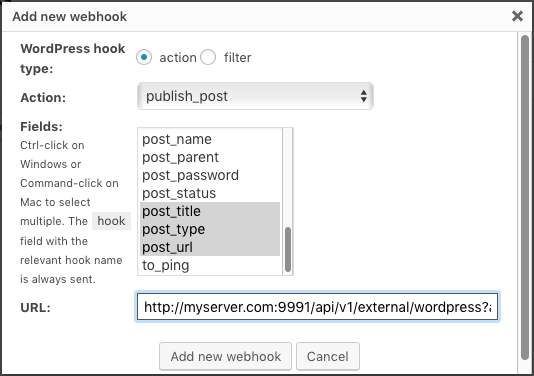 Add new webhook
WordPress hook type:
action
filter
Action:
publish_post
Fields:
Ctrl-click on
Windows or
Command-click on
Mac to select
multiple. The hook
field with the
relevant hook name
is always sent.
post_name
post_parent
post_password
post_status
post_title
post_type
post_url
to_ping
URL:
http://myserver.com:9991/api/v1/external/wordpress?a
Add new webhook
Cancel